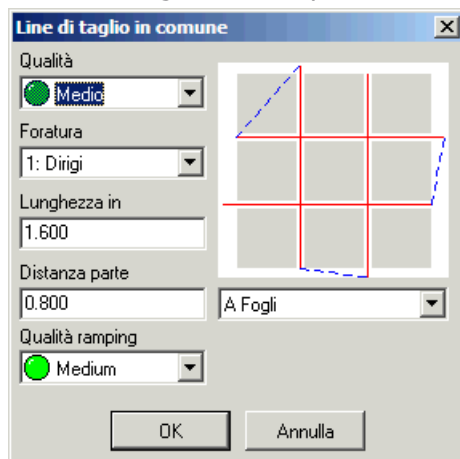 Line di taglio in comune
Qualità
Medio
Foratura
1: Dirigi
Lunghezza in
1.600
Distanza parte
0.800
A Fogli
Qualità ramping
Medium
OK
Annulla